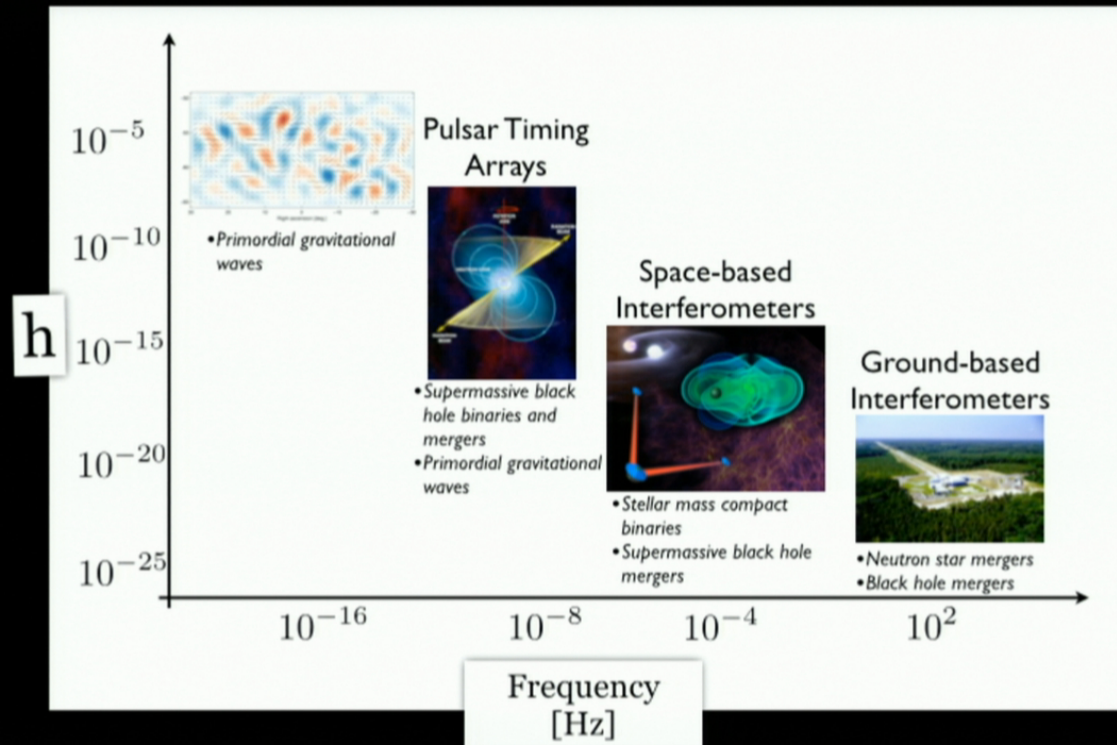 10^-5
10^-10
h
10^-15
10^-20
10^-25
•Primordial gravitational
waves
Pulsar Timing
Arrays
•Supermassive black
hole binaries and
mergers
•Primordial gravitational
waves
Space-based
Interferometers
•Stellar mass compact
binaries
•Supermassive black hole
mergers
Ground-based
Interferometers
•Neutron star mergers
•Black hole mergers
10^-16
10^-8
10^-4
10^2
Frequency
[Hz]